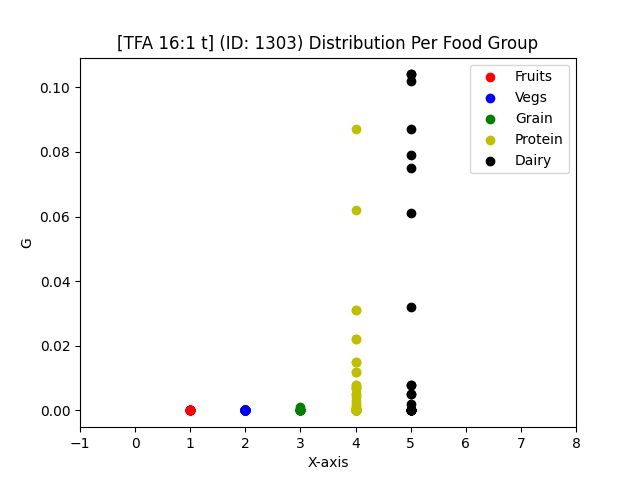 [TFA 16:1 t] (ID: 1303) Distribution Per Food Group
Fruits
Vegs
Grain
Protein
Dairy
G
0.10
0.08
0.06
0.04
0.02
0.00
−1 0 1 2 3 4 5 6 7 8
X-axis